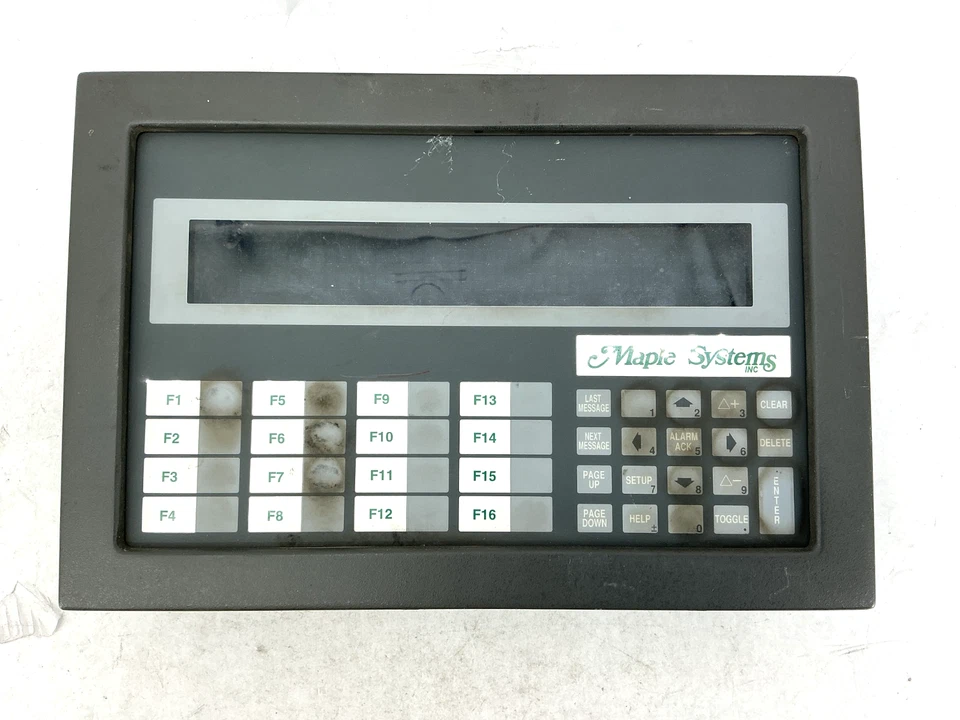 Maple Systems
INC
F1 F5 F9 F13
F2 F6 F10 F14
F3 F7 F11 F15
F4 F8 F12 F16
LAST
MESSAGE
1
2
+ 3
CLEAR
NEXT
MESSAGE
4
ALARM
ACK 5
6
DELETE
PAGE
UP
SETUP 7
8
− 9
ENTER
PAGE
DOWN
HELP ±
0
TOGGLE .